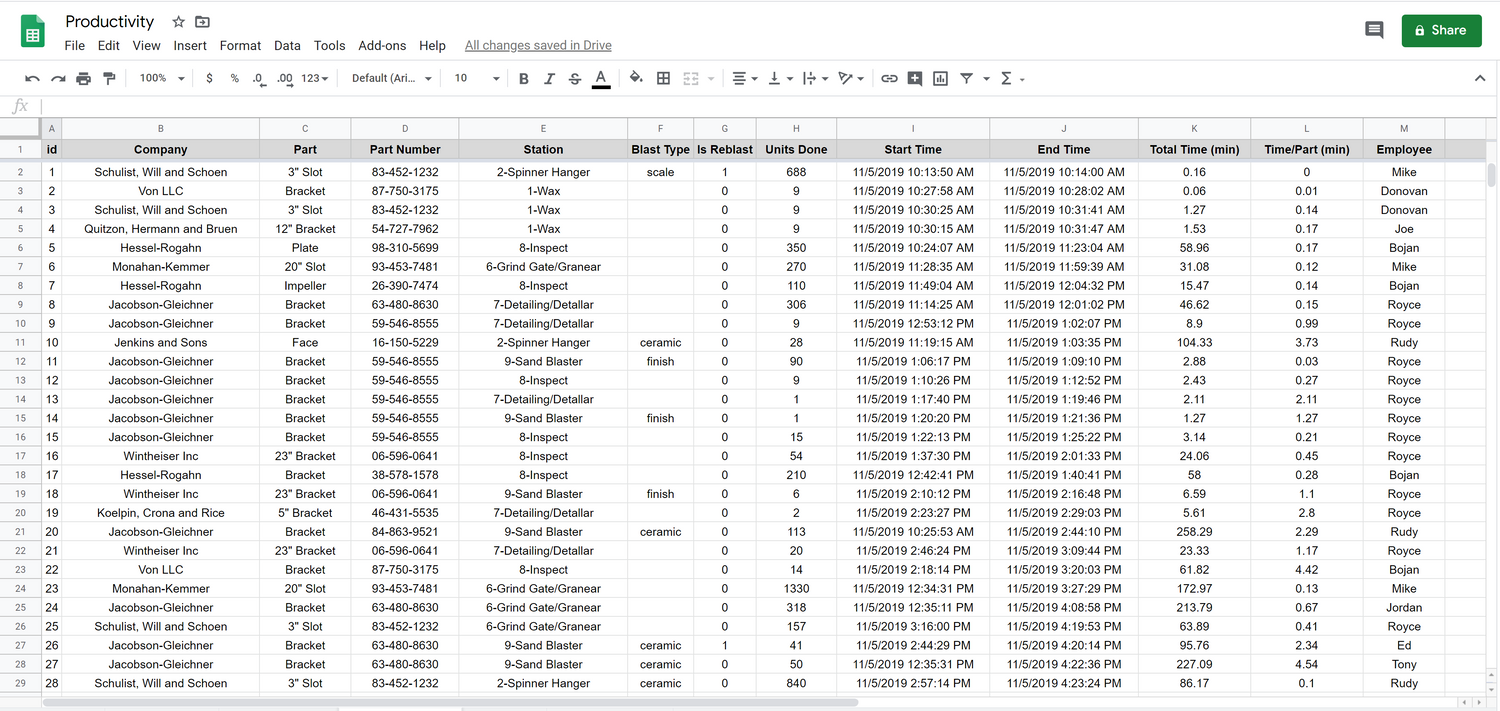 Productivity
File Edit View Insert Format Data Tools Add-ons Help All changes saved in Drive
Share
100% $ % .0 .00 123 Default (Ari... 10 B I S A
fx
A B C D E F G H I J K L M
1 id Company Part Part Number Station Blast Type Is Reblast Units Done Start Time End Time Total Time (min) Time/Part (min) Employee
2 1 Schulist, Will and Schoen 3" Slot 83-452-1232 2-Spinner Hanger scale 1 688 11/5/2019 10:13:50 AM 11/5/2019 10:14:00 AM 0.16 0 Mike
3 2 Von LLC Bracket 87-750-3175 1-Wax 0 9 11/5/2019 10:27:58 AM 11/5/2019 10:28:02 AM 0.06 0.01 Donovan
4 3 Schulist, Will and Schoen 3" Slot 83-452-1232 1-Wax 0 9 11/5/2019 10:30:25 AM 11/5/2019 10:31:41 AM 1.27 0.14 Donovan
5 4 Quitzon, Hermann and Bruen 12" Bracket 54-727-7962 1-Wax 0 9 11/5/2019 10:30:15 AM 11/5/2019 10:31:47 AM 1.53 0.17 Joe
6 5 Hessel-Rogahn Plate 98-310-5699 8-Inspect 0 350 11/5/2019 10:24:07 AM 11/5/2019 11:23:04 AM 58.96 0.17 Bojan
7 6 Monahan-Kemmer 20" Slot 93-453-7481 6-Grind Gate/Granear 0 270 11/5/2019 11:28:35 AM 11/5/2019 11:59:39 AM 31.08 0.12 Mike
8 7 Hessel-Rogahn Impeller 26-390-7474 8-Inspect 0 110 11/5/2019 11:49:04 AM 11/5/2019 12:04:32 PM 15.47 0.14 Bojan
9 8 Jacobson-Gleichner Bracket 63-480-8630 7-Detailing/Detallar 0 306 11/5/2019 11:14:25 AM 11/5/2019 12:01:02 PM 46.62 0.15 Royce
10 9 Jacobson-Gleichner Bracket 59-546-8555 7-Detailing/Detallar 0 9 11/5/2019 12:53:12 PM 11/5/2019 1:02:07 PM 8.9 0.99 Royce
11 10 Jenkins and Sons Face 16-150-5229 2-Spinner Hanger ceramic 0 28 11/5/2019 11:19:15 AM 11/5/2019 1:03:35 PM 104.33 3.73 Rudy
12 11 Jacobson-Gleichner Bracket 59-546-8555 9-Sand Blaster finish 0 90 11/5/2019 1:06:17 PM 11/5/2019 1:09:10 PM 2.88 0.03 Royce
13 12 Jacobson-Gleichner Bracket 59-546-8555 8-Inspect 0 9 11/5/2019 1:10:26 PM 11/5/2019 1:12:52 PM 2.43 0.27 Royce
14 13 Jacobson-Gleichner Bracket 59-546-8555 7-Detailing/Detallar 0 1 11/5/2019 1:17:40 PM 11/5/2019 1:19:46 PM 2.11 2.11 Royce
15 14 Jacobson-Gleichner Bracket 59-546-8555 9-Sand Blaster finish 0 1 11/5/2019 1:20:20 PM 11/5/2019 1:21:36 PM 1.27 1.27 Royce
16 15 Jacobson-Gleichner Bracket 59-546-8555 8-Inspect 0 15 11/5/2019 1:22:13 PM 11/5/2019 1:25:22 PM 3.14 0.21 Royce
17 16 Wintheiser Inc 23" Bracket 06-596-0641 8-Inspect 0 54 11/5/2019 1:37:30 PM 11/5/2019 2:01:33 PM 24.06 0.45 Royce
18 17 Hessel-Rogahn Bracket 38-578-1578 8-Inspect 0 210 11/5/2019 12:42:41 PM 11/5/2019 1:40:41 PM 58 0.28 Bojan
19 18 Wintheiser Inc 23" Bracket 06-596-0641 9-Sand Blaster finish 0 6 11/5/2019 2:10:12 PM 11/5/2019 2:16:48 PM 6.59 1.1 Royce
20 19 Koelpin, Crona and Rice 5" Bracket 46-431-5535 7-Detailing/Detallar 0 2 11/5/2019 2:23:27 PM 11/5/2019 2:29:03 PM 5.61 2.8 Royce
21 20 Jacobson-Gleichner Bracket 84-863-9521 9-Sand Blaster ceramic 0 113 11/5/2019 10:25:53 AM 11/5/2019 2:44:10 PM 258.29 2.29 Rudy
22 21 Wintheiser Inc 23" Bracket 06-596-0641 7-Detailing/Detallar 0 20 11/5/2019 2:46:24 PM 11/5/2019 3:09:44 PM 23.33 1.17 Royce
23 22 Von LLC Bracket 87-750-3175 8-Inspect 0 14 11/5/2019 2:18:14 PM 11/5/2019 3:20:03 PM 61.82 4.42 Bojan
24 23 Monahan-Kemmer 20" Slot 93-453-7481 6-Grind Gate/Granear 0 1330 11/5/2019 12:34:31 PM 11/5/2019 3:27:29 PM 172.97 0.13 Mike
25 24 Jacobson-Gleichner Bracket 63-480-8630 6-Grind Gate/Granear 0 318 11/5/2019 12:35:11 PM 11/5/2019 4:08:58 PM 213.79 0.67 Jordan
26 25 Schulist, Will and Schoen 3" Slot 83-452-1232 6-Grind Gate/Granear 0 157 11/5/2019 3:16:00 PM 11/5/2019 4:19:53 PM 63.89 0.41 Royce
27 26 Jacobson-Gleichner Bracket 63-480-8630 9-Sand Blaster ceramic 1 41 11/5/2019 2:44:29 PM 11/5/2019 4:20:14 PM 95.76 2.34 Ed
28 27 Jacobson-Gleichner Bracket 63-480-8630 9-Sand Blaster ceramic 0 50 11/5/2019 12:35:31 PM 11/5/2019 4:22:36 PM 227.09 4.54 Tony
29 28 Schulist, Will and Schoen 3" Slot 83-452-1232 2-Spinner Hanger ceramic 0 840 11/5/2019 2:57:14 PM 11/5/2019 4:23:24 PM 86.17 0.1 Rudy